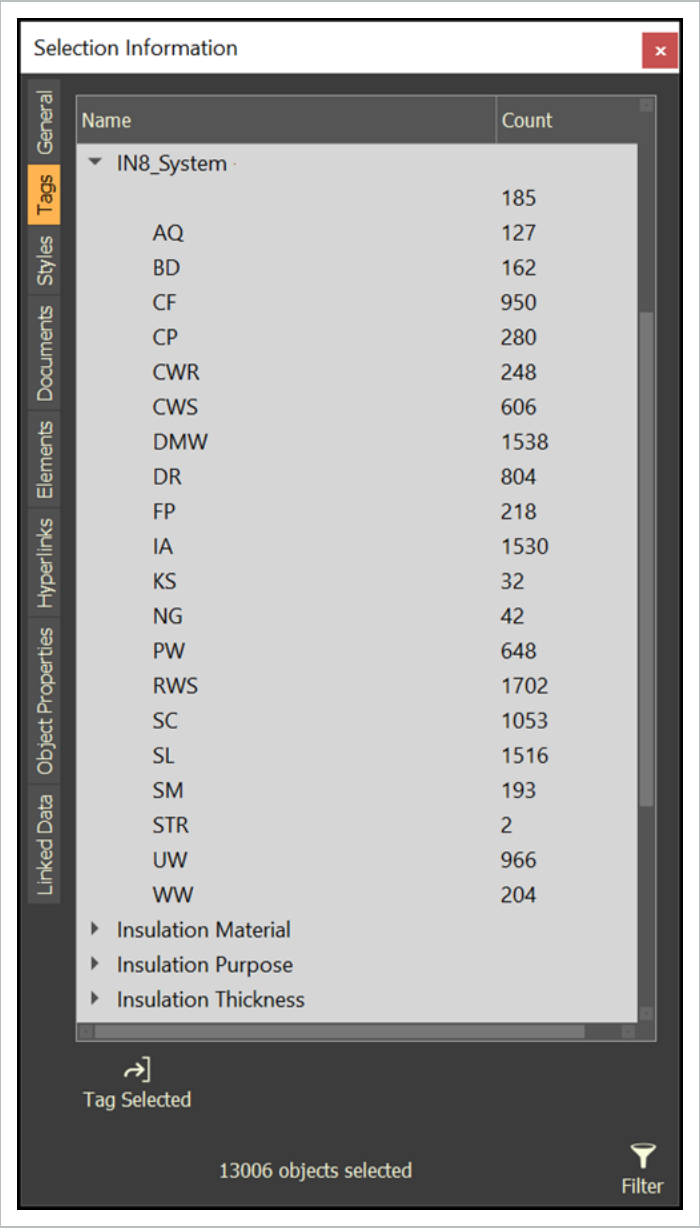 Selection Information
General
Tags
Styles
Documents
Elements
Hyperlinks
Object Properties
Linked Data
Name Count
IN8_System
185
AQ 127
BD 162
CF 950
CP 280
CWR 248
CWS 606
DMW 1538
DR 804
FP 218
IA 1530
KS 32
NG 42
PW 648
RWS 1702
SC 1053
SL 1516
SM 193
STR 2
UW 966
WW 204
Insulation Material
Insulation Purpose
Insulation Thickness
Tag Selected
13006 objects selected
Filter